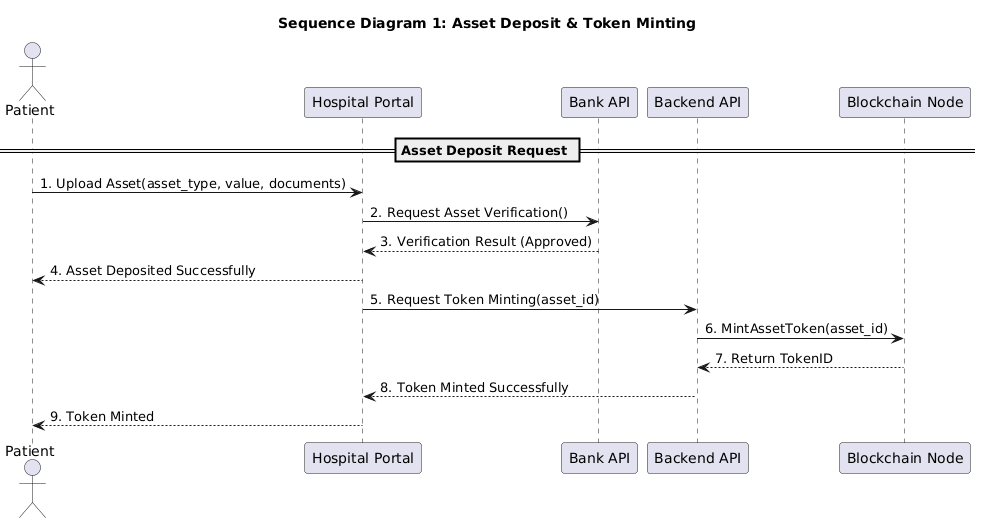 Sequence Diagram 1: Asset Deposit & Token Minting
Patient
Hospital Portal
Bank API
Backend API
Blockchain Node
Asset Deposit Request
1. Upload Asset(asset_type, value, documents)
2. Request Asset Verification()
3. Verification Result (Approved)
4. Asset Deposited Successfully
5. Request Token Minting(asset_id)
6. MintAssetToken(asset_id)
7. Return TokenID
8. Token Minted Successfully
9. Token Minted
Patient
Hospital Portal
Bank API
Backend API
Blockchain Node